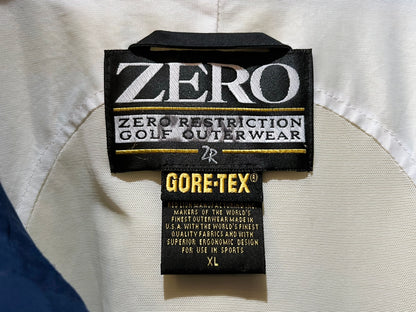 ZERO
ZERO RESTRICTION
GOLF OUTERWEAR
ZR
GORE-TEX®
MAKERS OF THE WORLD'S
FINEST OUTERWEAR MADE IN
U.S.A. WITH THE WORLD'S FINEST
QUALITY FABRICS AND WITH
SUPERIOR ERGONOMIC DESIGN
FOR USE IN SPORTS
XL